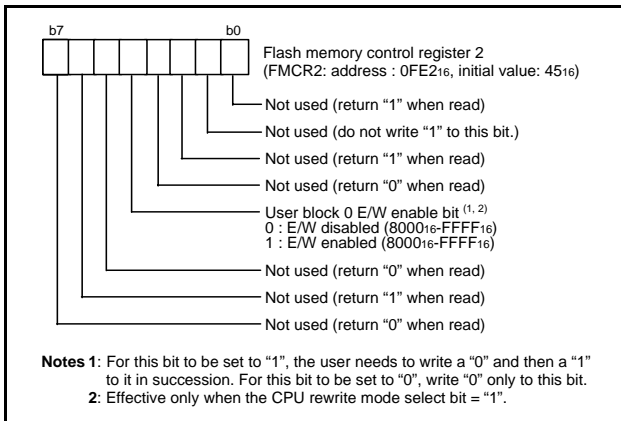 b7 b0
Flash memory control register 2
(FMCR2: address : 0FE216, initial value: 4516)
Not used (return “1” when read)
Not used (do not write “1” to this bit.)
Not used (return “1” when read)
Not used (return “0” when read)
User block 0 E/W enable bit (1, 2)
0 : E/W disabled (800016-FFFF16)
1 : E/W enabled (800016-FFFF16)
Not used (return “0” when read)
Not used (return “1” when read)
Not used (return “0” when read)
Notes 1: For this bit to be set to “1”, the user needs to write a “0” and then a “1”
to it in succession. For this bit to be set to “0”, write “0” only to this bit.
2: Effective only when the CPU rewrite mode select bit = “1”.